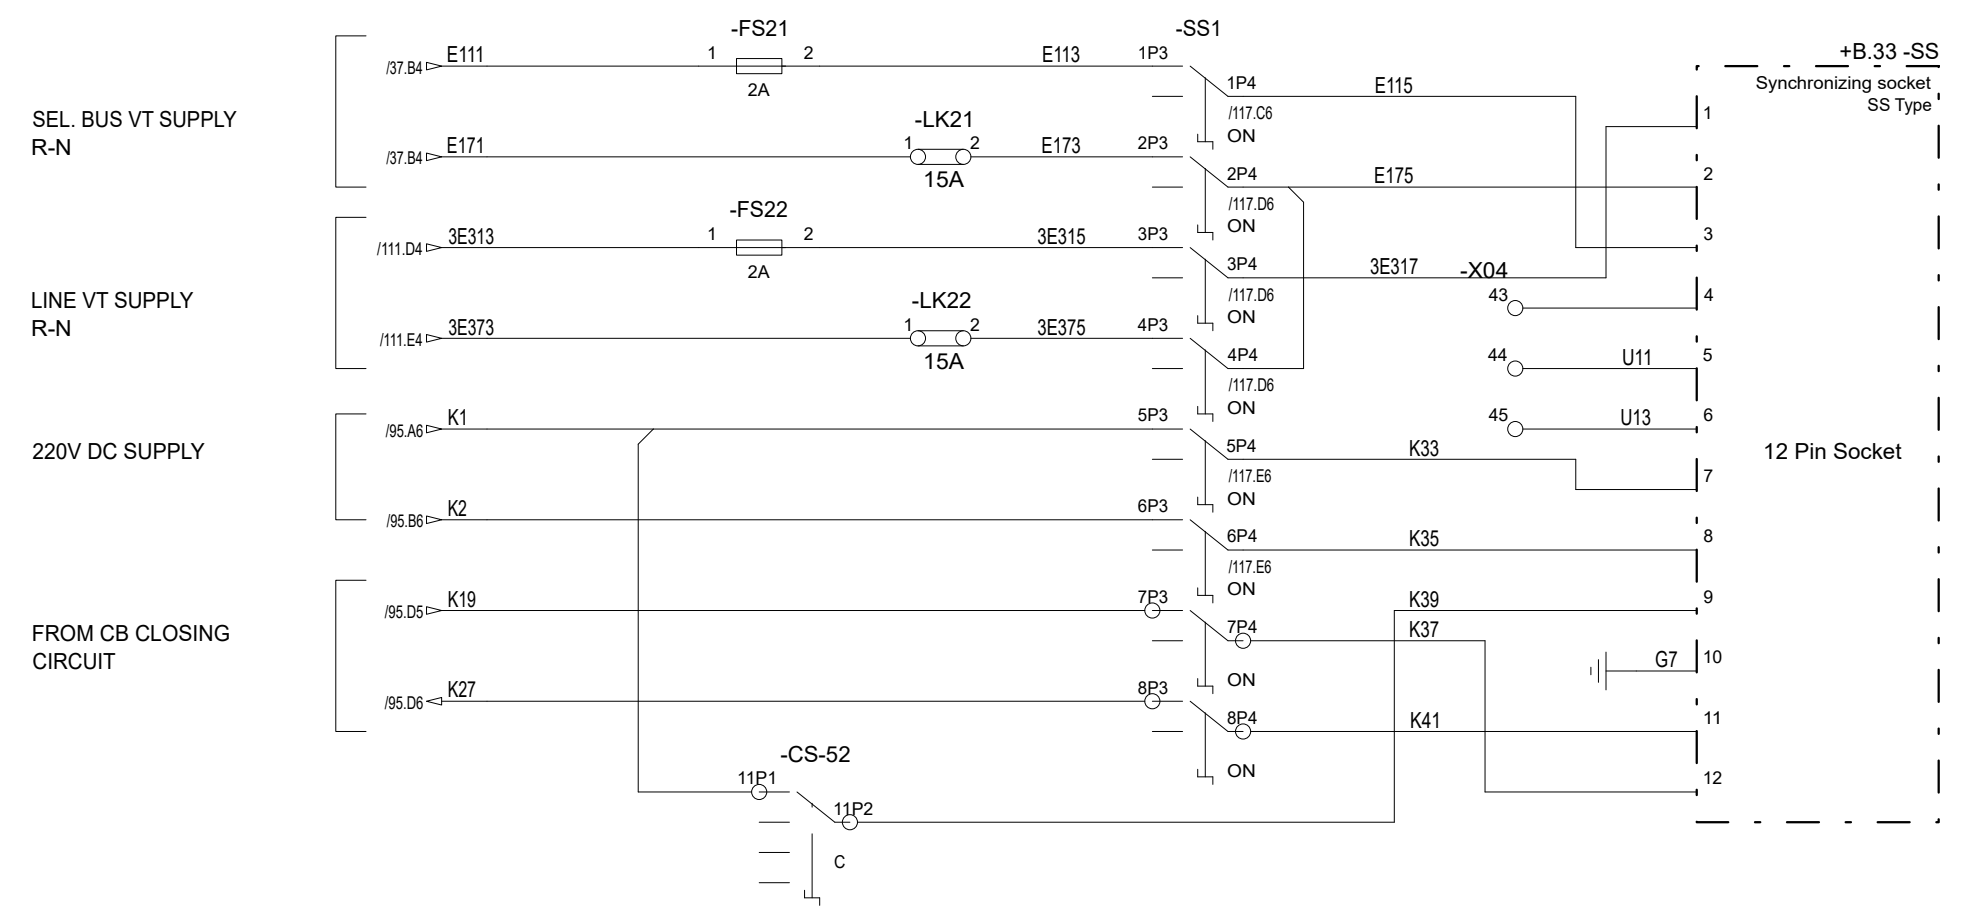 -FS21
-SS1
+B.33 -SS
/37.B4 E111 1 2 E113 1P3
2A
1P4 E115
Synchronizing socket
SS Type
/117.C6
ON
1
SEL. BUS VT SUPPLY
R-N
-LK21
/37.B4 E171 1 2 E173 2P3
15A
2P4 E175 2
/117.D6
ON
-FS22
/111.D4 3E313 1 2 3E315 3P3
2A
3
3P4 3E317 -X04
/117.D6
ON
LINE VT SUPPLY
R-N
-LK22
43 4
/111.E4 3E373 1 2 3E375 4P3
15A
4P4 44 U11 5
/117.D6
ON
/95.A6 K1 5P3 45 U13 6
220V DC SUPPLY
5P4 K33
/117.E6
ON
7
12 Pin Socket
/95.B6 K2 6P3
6P4 K35 8
/117.E6
ON
/95.D5 K19 7P3 K39 9
FROM CB CLOSING
CIRCUIT
7P4 K37
ON
G7 10
/95.D6 K27 8P3
8P4 K41 11
ON
-CS-52
11P1 12
11P2
C